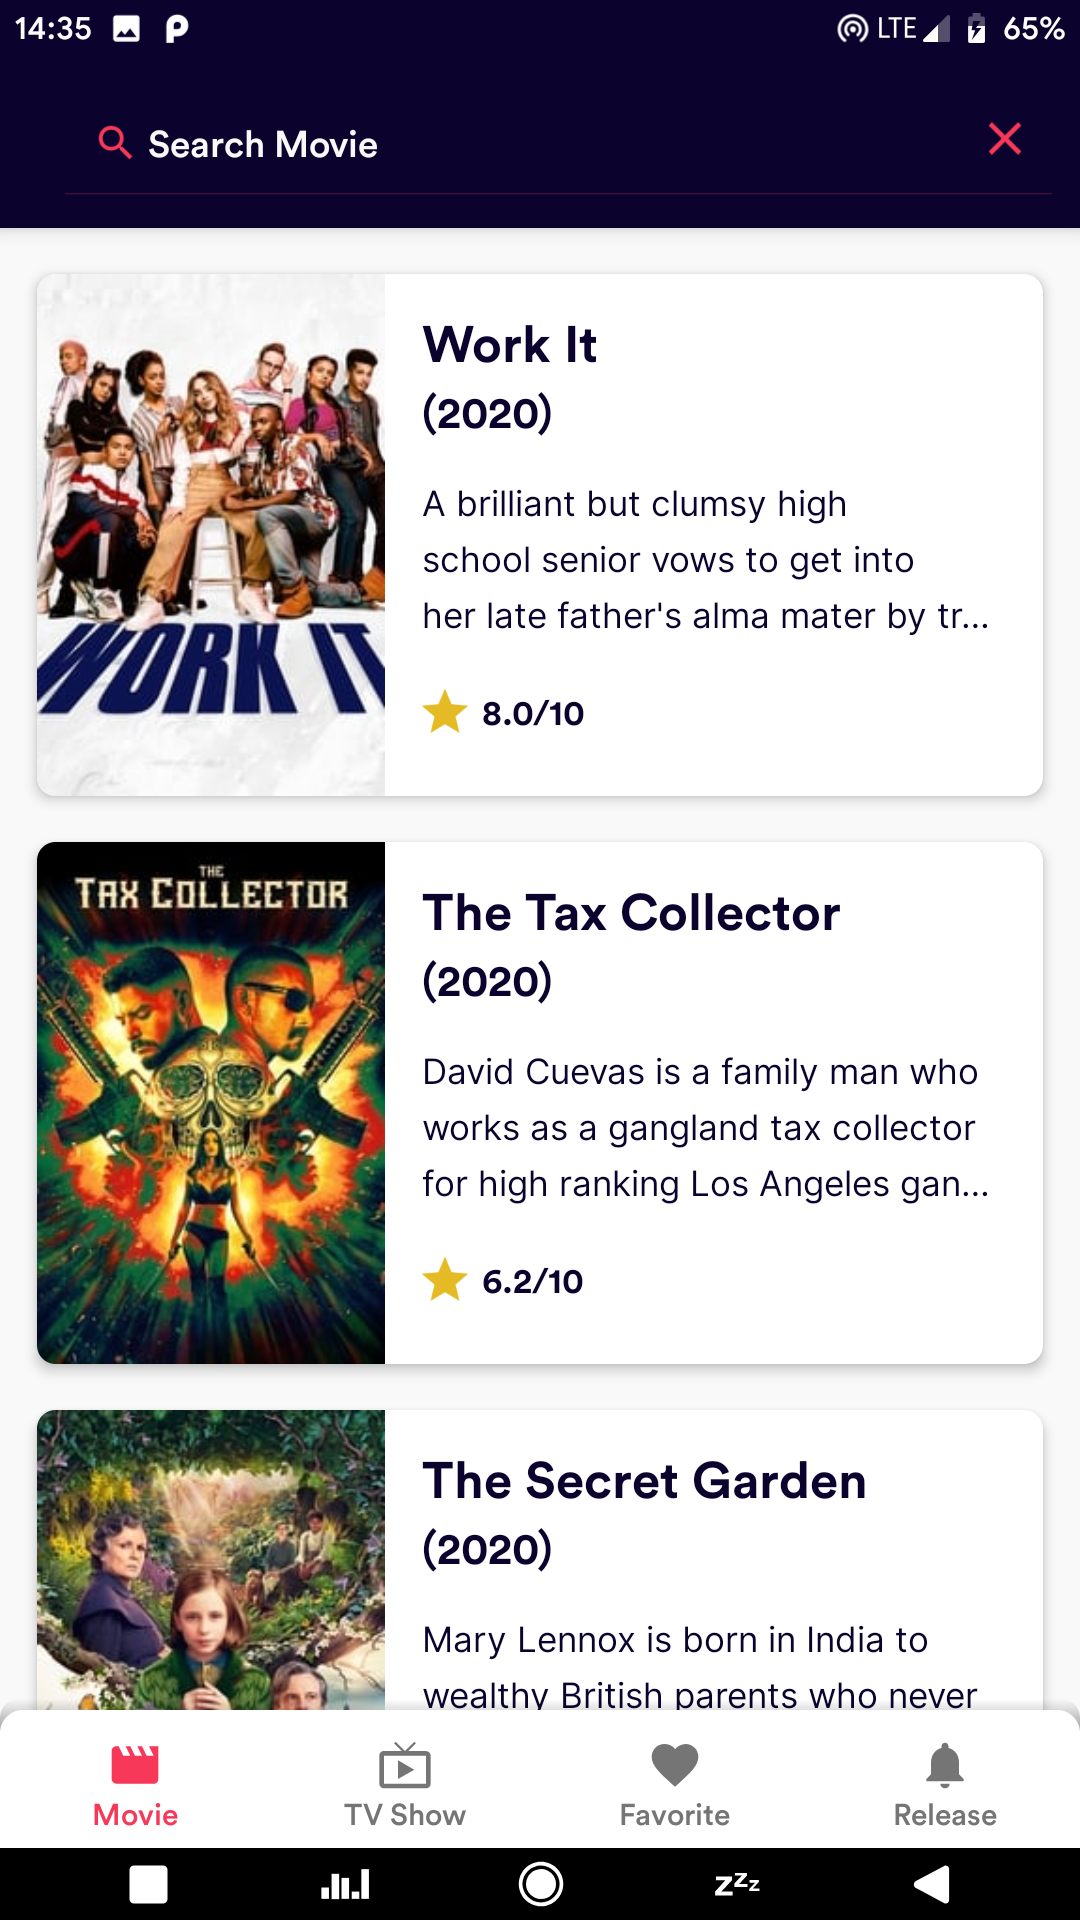 14:35
LTE 65%
Search Movie
WORK IT
Work It
(2020)
A brilliant but clumsy high
school senior vows to get into
her late father's alma mater by tr...
8.0/10
THE
TAX COLLECTOR
The Tax Collector
(2020)
David Cuevas is a family man who
works as a gangland tax collector
for high ranking Los Angeles gan...
6.2/10
The Secret Garden
(2020)
Mary Lennox is born in India to
wealthy British parents who never
Movie
TV Show
Favorite
Release
zzz